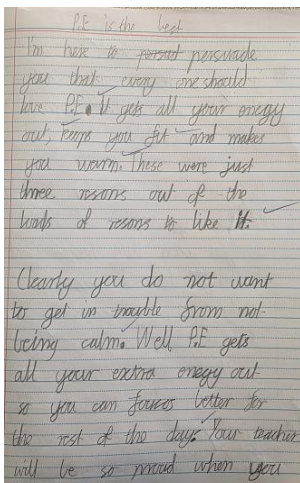 P.E is the best
I'm here to persuade
you that every one should
love P.E. It gets all your enegy
out, keeps you fit and makes
you warm. These were just
three resons out of the
loads of resons to like it.
Clearly you do not want
to get in trouble from not
being calm. Well P.E gets
all your extra enegy out
so you can foucos better for
the rest of the day. Your teacher
will be so proud when you